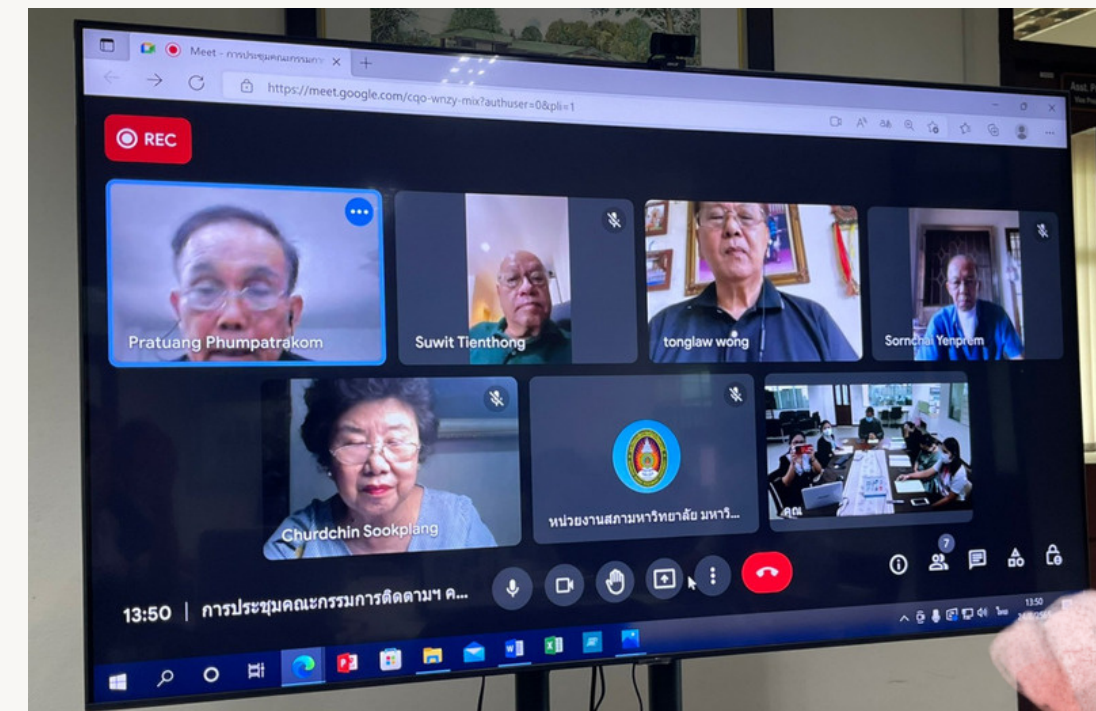 Meet - การประชุมคณะกรรมการ
https://meet.google.com/cqo-wnzy-mix?authuser=0&pli=1
REC
Pratuang Phumpatrakom
Suwit Tienthong
tonglaw wong
Sornchai Yenprem
Churdchin Sookplang
หน่วยงานสภามหาวิทยาลัย มหาวิ...
คุณ
7
13:50 | การประชุมคณะกรรมการติดตามฯ ค...
13:50